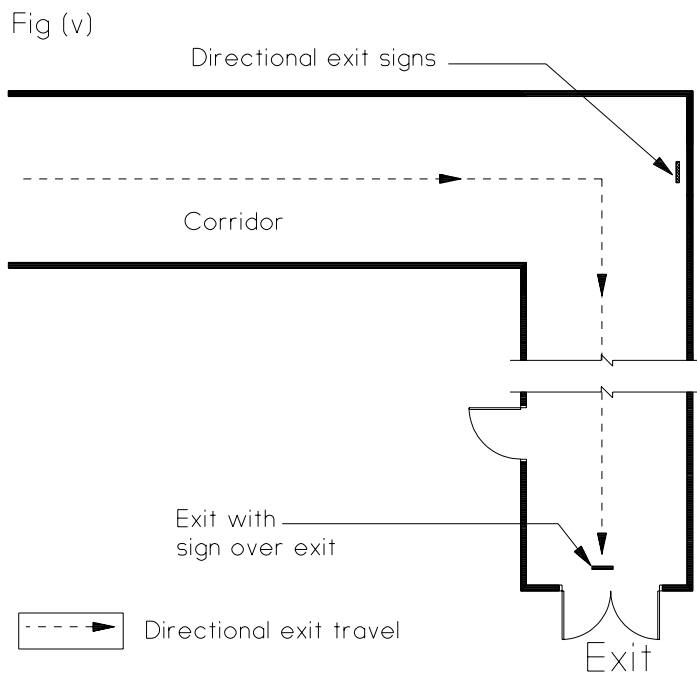 Fig (v)
Directional exit signs
Corridor
Exit with
sign over exit
Directional exit travel
Exit